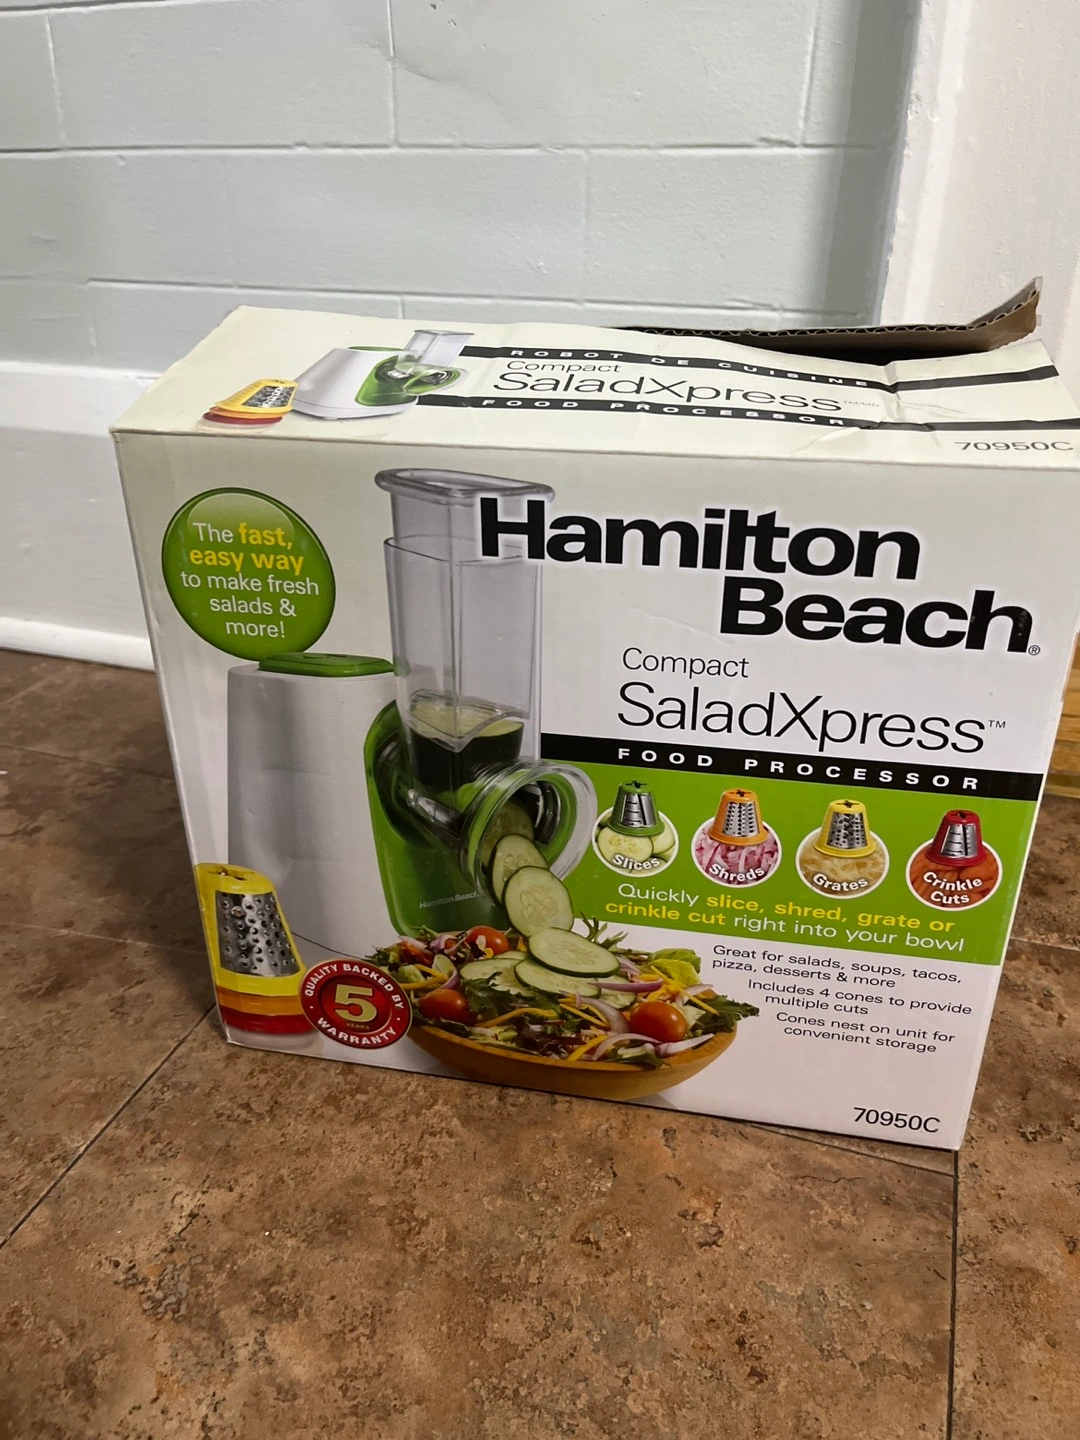 ROBOT DE CUISINE
Compact
SaladXpress
FOOD PROCESSOR
70950C
The fast,
easy way
to make fresh
salads &
more!
Hamilton
Beach®
Compact
SaladXpress™
FOOD PROCESSOR
Slices
Shreds
Grates
Crinkle
Cuts
Quickly slice, shred, grate or
crinkle cut right into your bowl
Hamilton Beach
Great for salads, soups, tacos,
pizza, desserts & more
Includes 4 cones to provide
multiple cuts
Cones nest on unit for
convenient storage
QUALITY BACKED BY
5
YEARS
WARRANTY
70950C